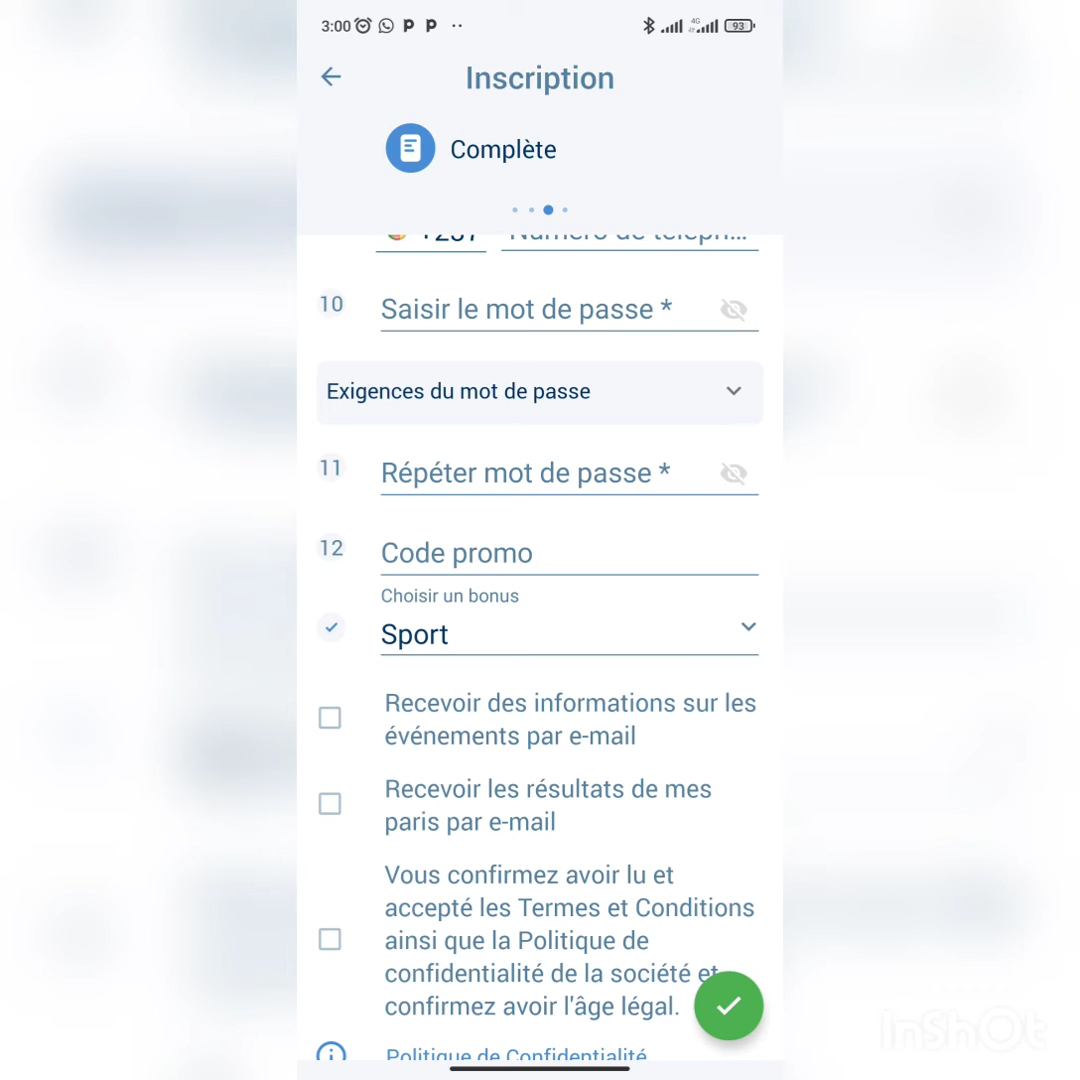 3:00
4G
93
Inscription
Complète
10
Saisir le mot de passe *
Exigences du mot de passe
11
Répéter mot de passe *
12
Code promo
Choisir un bonus
Sport
Recevoir des informations sur les
événements par e-mail
Recevoir les résultats de mes
paris par e-mail
Vous confirmez avoir lu et
accepté les Termes et Conditions
ainsi que la Politique de
confidentialité de la société et
confirmez avoir l'âge légal.
Politique de Confidentialité
InShOt